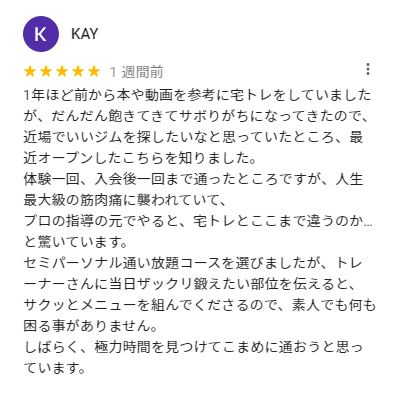 K
KAY
1 週間前
1年ほど前から本や動画を参考に宅トレをしていました
が、だんだん飽きてきてサボりがちになってきたので、
近場でいいジムを探したいなと思っていたところ、最
近オープンしたこちらを知りました。
体験一回、入会後一回まで通ったところですが、人生
最大級の筋肉痛に襲われていて、
プロの指導の元でやると、宅トレとここまで違うのか…
と驚いています。
セミパーソナル通い放題コースを選びましたが、トレ
ーナーさんに当日ザックリ鍛えたい部位を伝えると、
サクッとメニューを組んでくださるので、素人でも何も
困る事がありません。
しばらく、極力時間を見つけてこまめに通おうと思っ
ています。